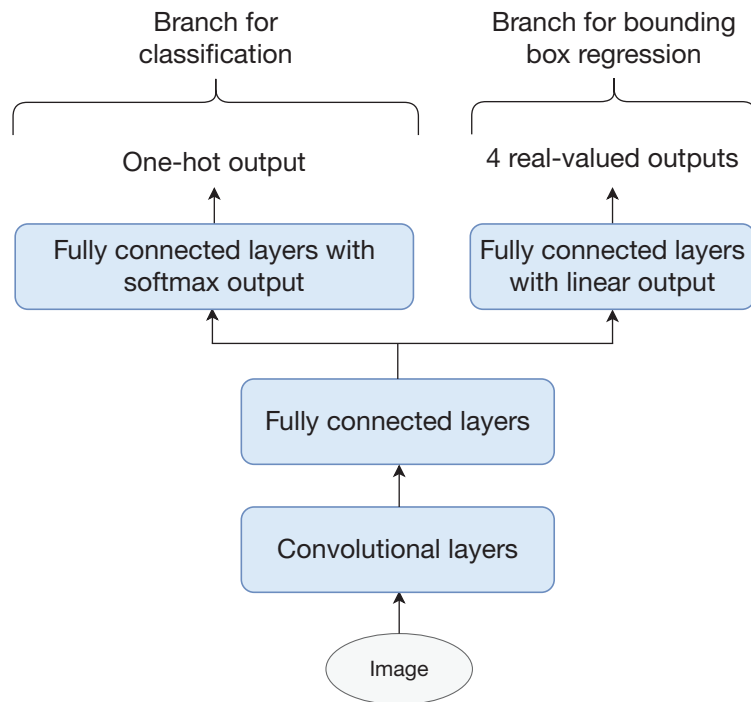 Branch for
classification
Branch for bounding
box regression
One-hot output
4 real-valued outputs
Fully connected layers with
softmax output
Fully connected layers
with linear output
Fully connected layers
Convolutional layers
Image